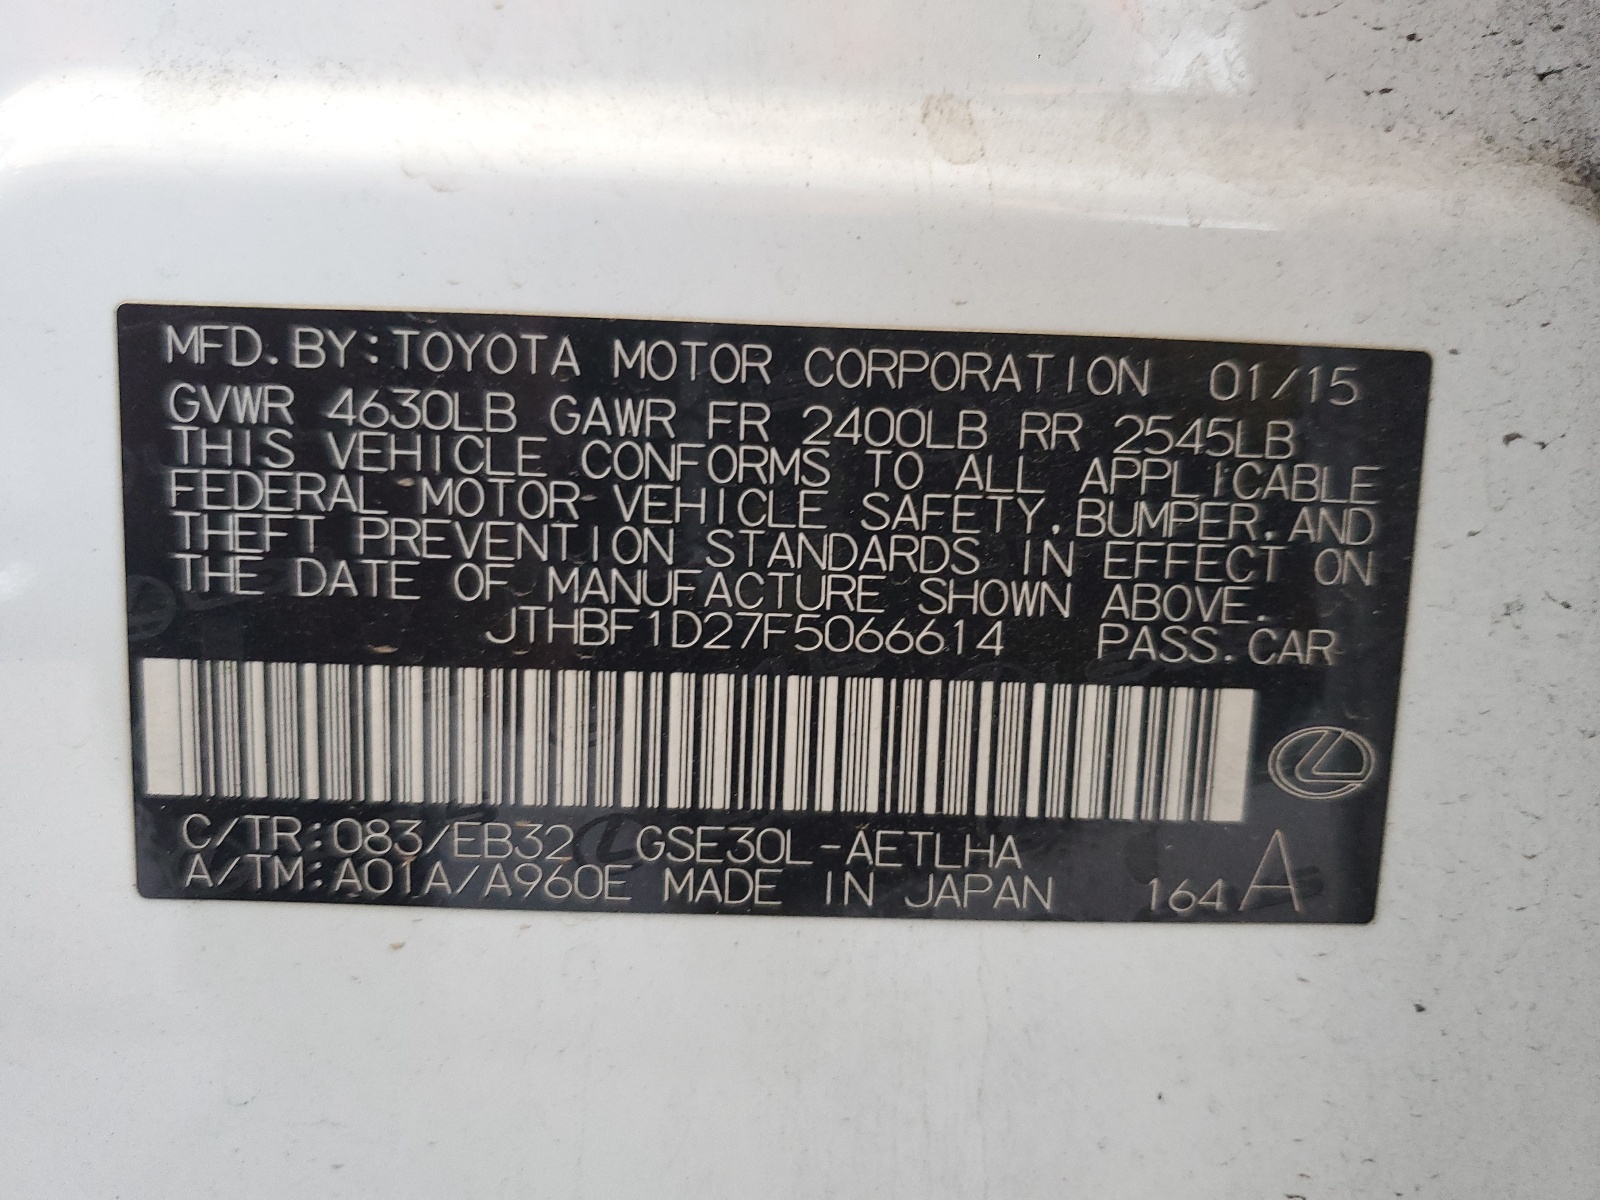 MFD. BY: TOYOTA MOTOR CORPORATION 01/15
GVWR 4630LB GAWR FR 2400LB RR 2545LB
THIS VEHICLE CONFORMS TO ALL APPLICABLE
FEDERAL MOTOR VEHICLE SAFETY, BUMPER, AND
THEFT PREVENTION STANDARDS IN EFFECT ON
THE DATE OF MANUFACTURE SHOWN ABOVE.
JTHBF1D27F5066614 PASS. CAR
C/TR: 083/EB32 GSE30L-AETLHA
A/TM: A01A/A960E MADE IN JAPAN 164 A